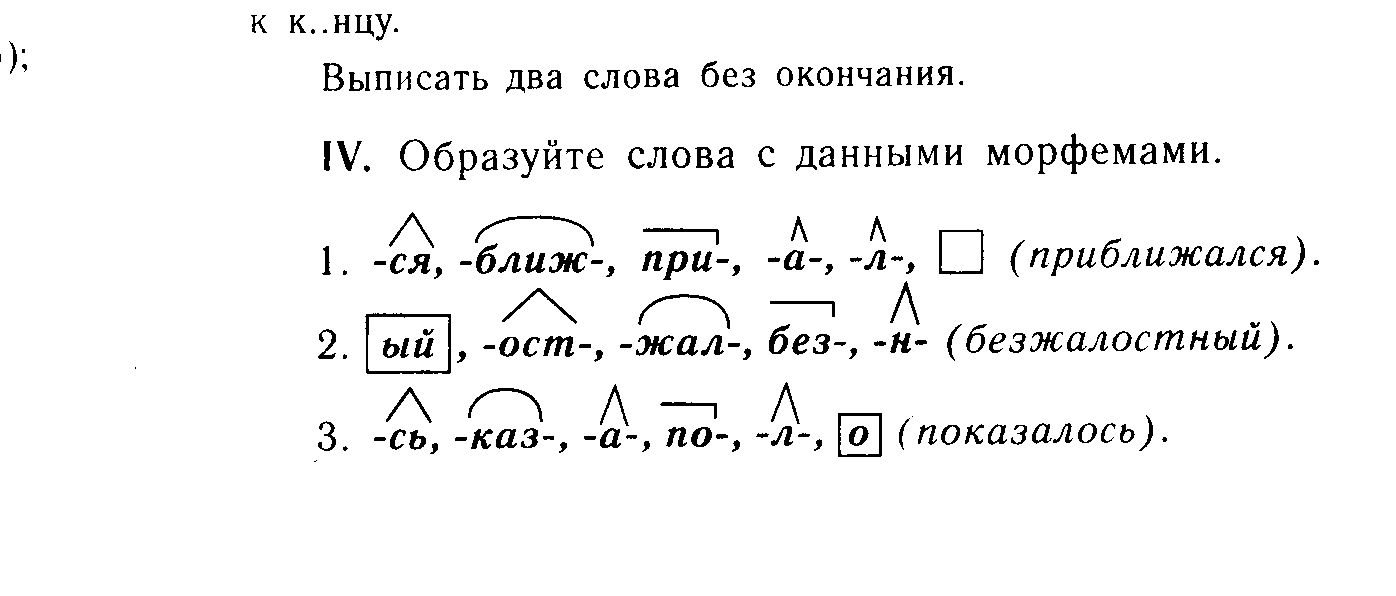 к к..нцу.
);
Выписать два слова без окончания.
IV. Образуйте слова с данными морфемами.
1. -ся, -ближ-, при-, -а-, -л-, (приближался).
2. ый, -ост-, -жал-, без-, -н- (безжалостный).
3. -сь, -каз-, -а-, по-, -л-, о (показалось).